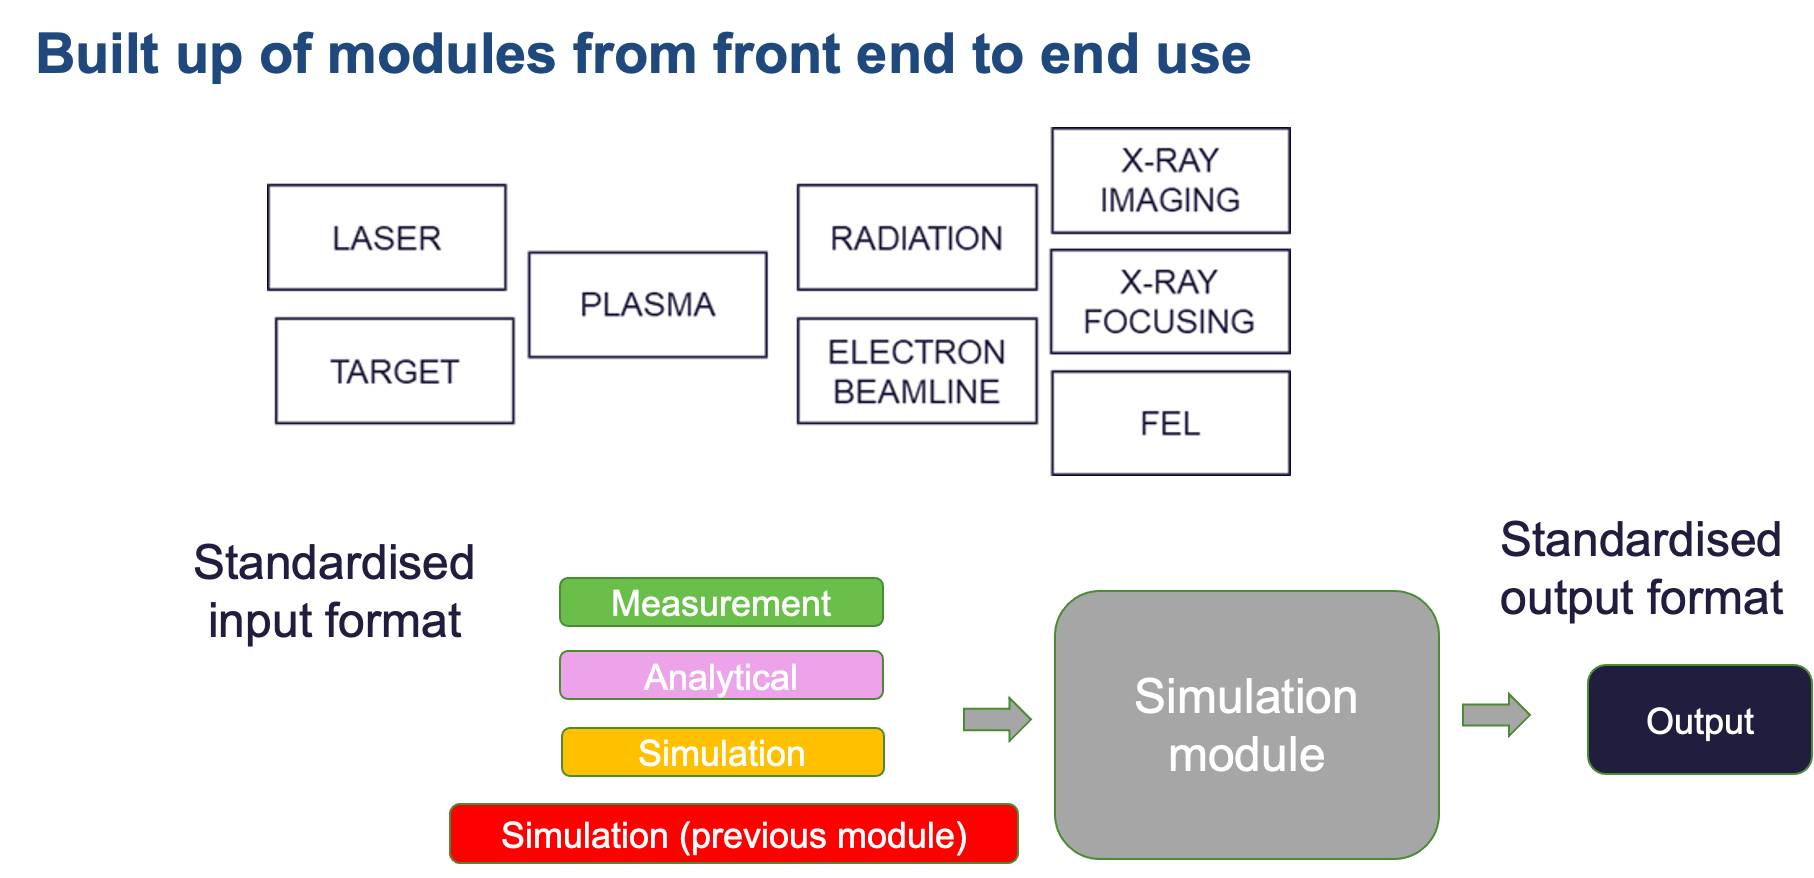 Built up of modules from front end to end use
LASER
TARGET
PLASMA
RADIATION
ELECTRON
BEAMLINE
X-RAY
IMAGING
X-RAY
FOCUSING
FEL
Standardised
input format
Measurement
Analytical
Simulation
Simulation (previous module)
Simulation
module
Standardised
output format
Output